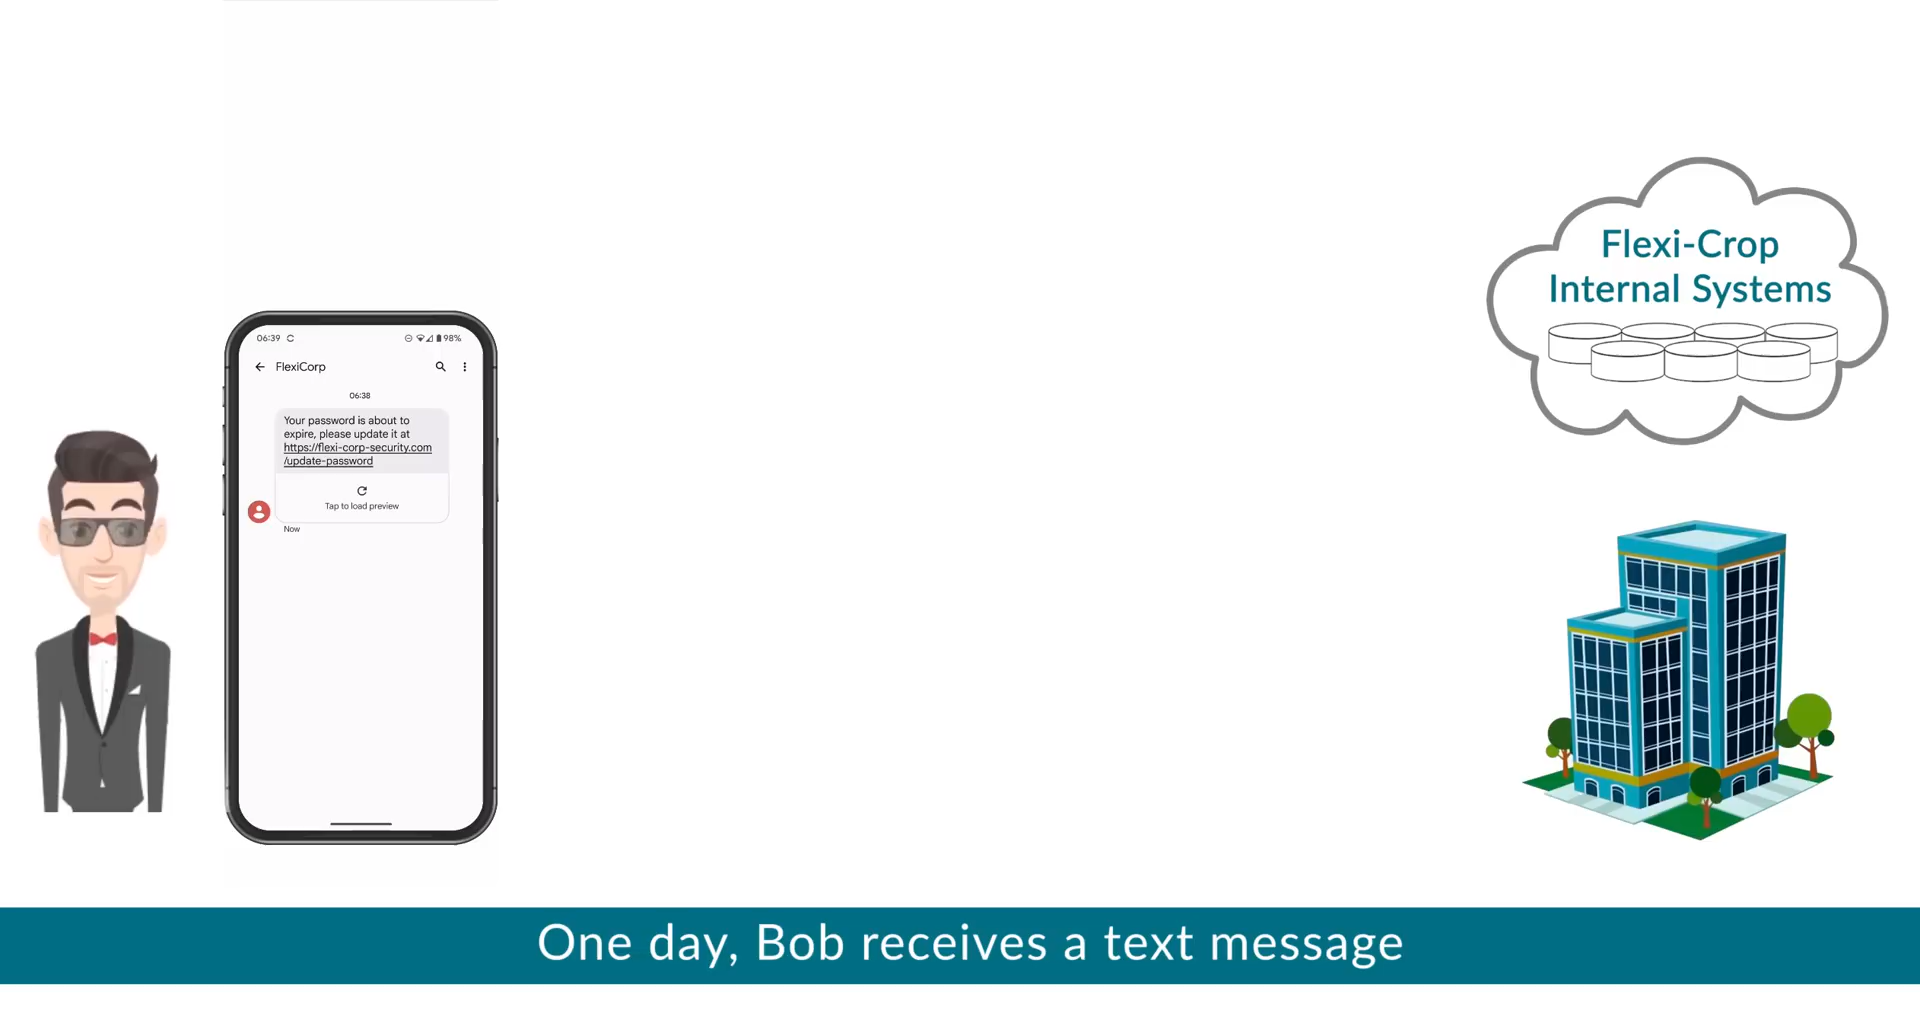 06:39
98%
FlexiCorp
06:38
Your password is about to
expire, please update it at
https://flexi-corp-security.com
/update-password
Tap to load preview
Now
Flexi-Crop
Internal Systems
One day, Bob receives a text message